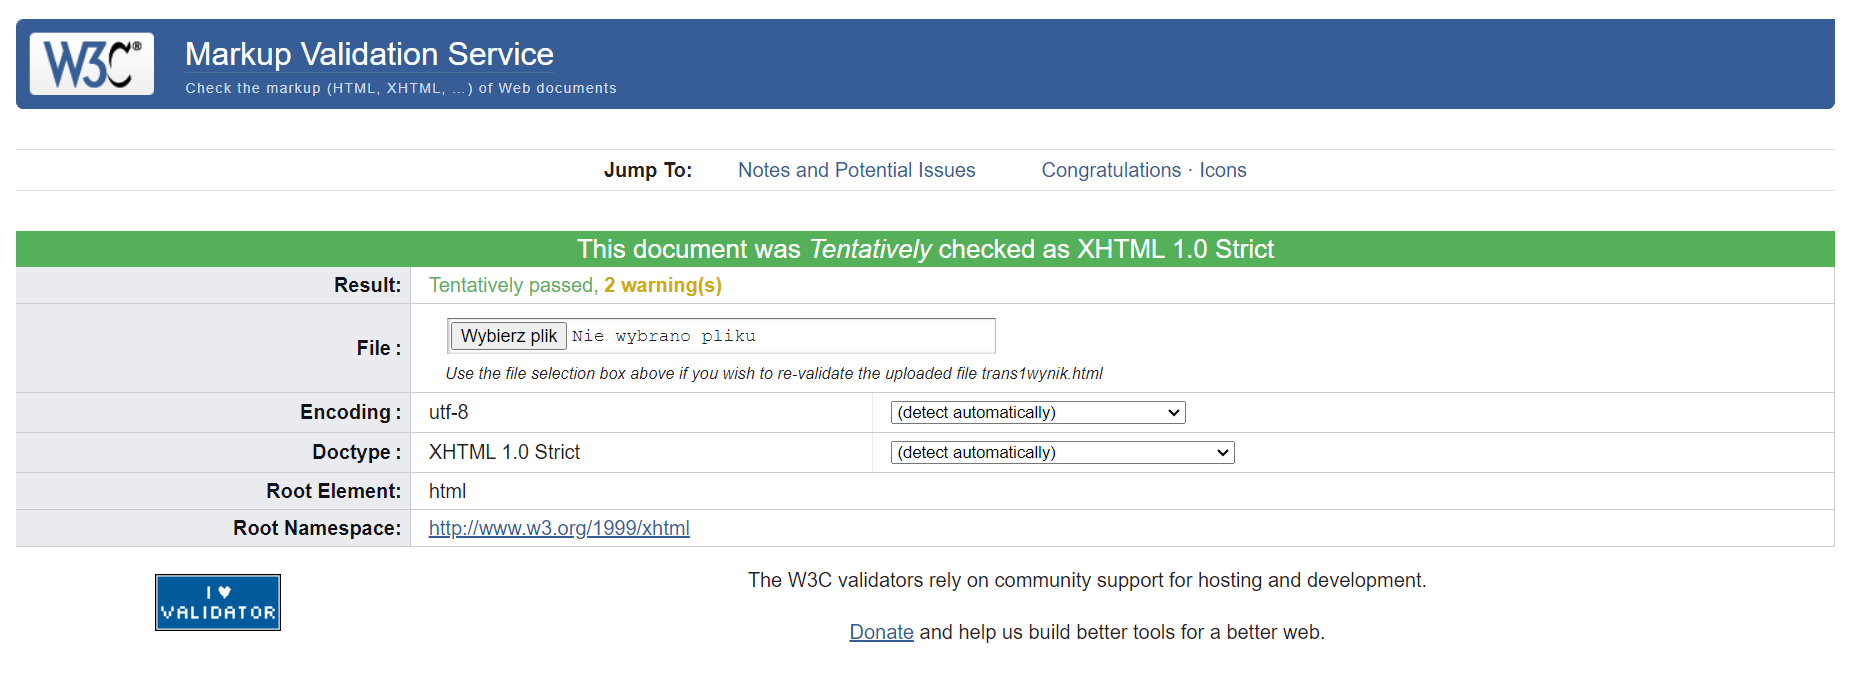 W3C®
Markup Validation Service
Check the markup (HTML, XHTML, …) of Web documents
Jump To: Notes and Potential Issues Congratulations · Icons
This document was Tentatively checked as XHTML 1.0 Strict
Result: Tentatively passed, 2 warning(s)
File : Wybierz plik Nie wybrano pliku
Use the file selection box above if you wish to re-validate the uploaded file trans1wynik.html
Encoding : utf-8 (detect automatically)
Doctype : XHTML 1.0 Strict (detect automatically)
Root Element: html
Root Namespace: http://www.w3.org/1999/xhtml
I ♥
VALIDATOR
The W3C validators rely on community support for hosting and development.
Donate and help us build better tools for a better web.